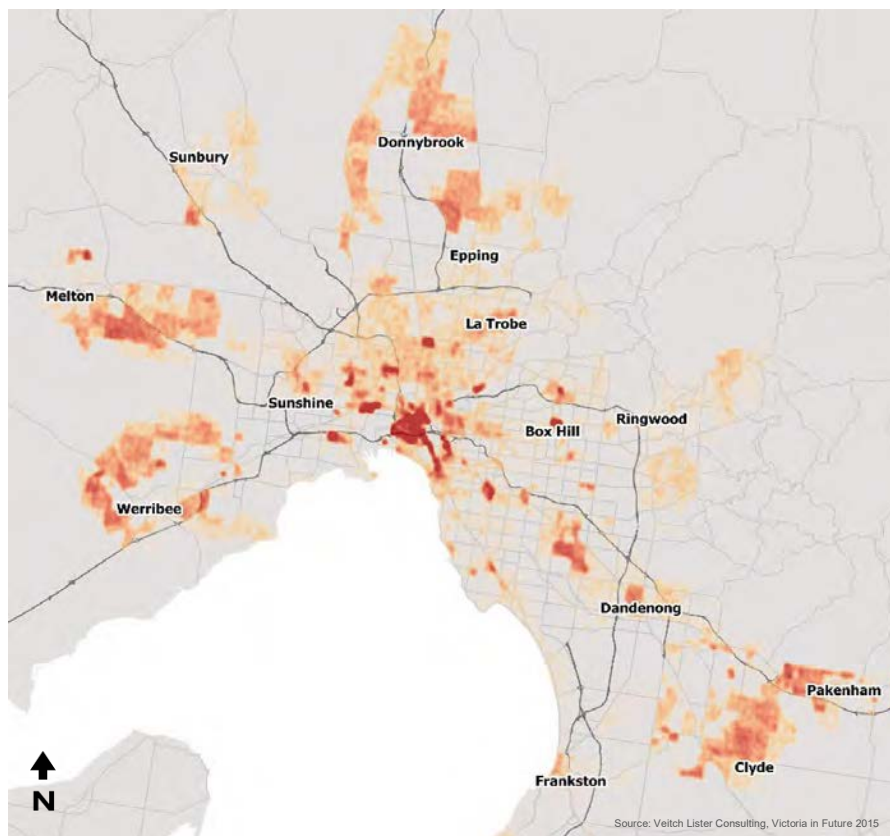 Donnybrook
Sunbury
Epping
Melton
La Trobe
Sunshine
Ringwood
Box Hill
Werribee
Dandenong
Pakenham
Clyde
Frankston
N
Source: Veitch Lister Consulting, Victoria in Future 2015